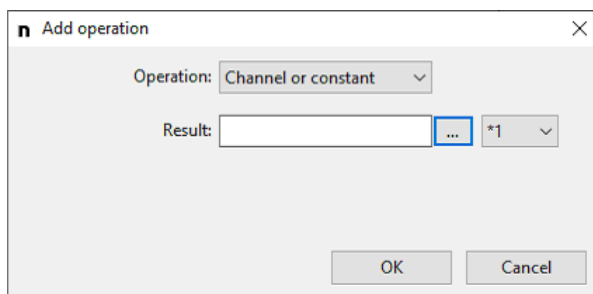 n Add operation
Operation: Channel or constant
Result: ... *1
OK Cancel